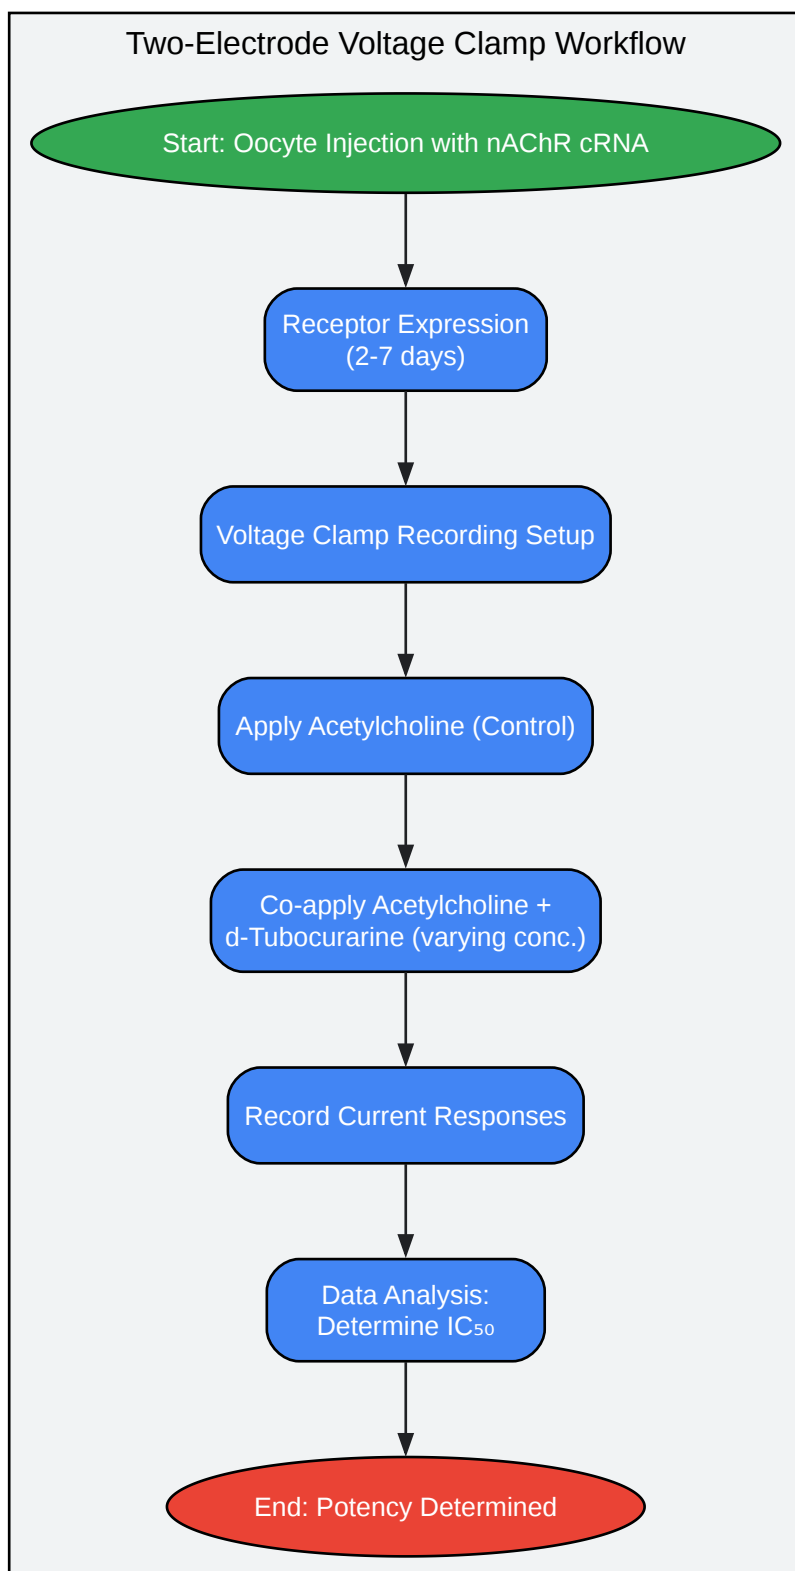 Two-Electrode Voltage Clamp Workflow
Start: Oocyte Injection with nAChR cRNA
Receptor Expression
(2-7 days)
Voltage Clamp Recording Setup
Apply Acetylcholine (Control)
Co-apply Acetylcholine +
d-Tubocurarine (varying conc.)
Record Current Responses
Data Analysis:
Determine IC₅₀
End: Potency Determined